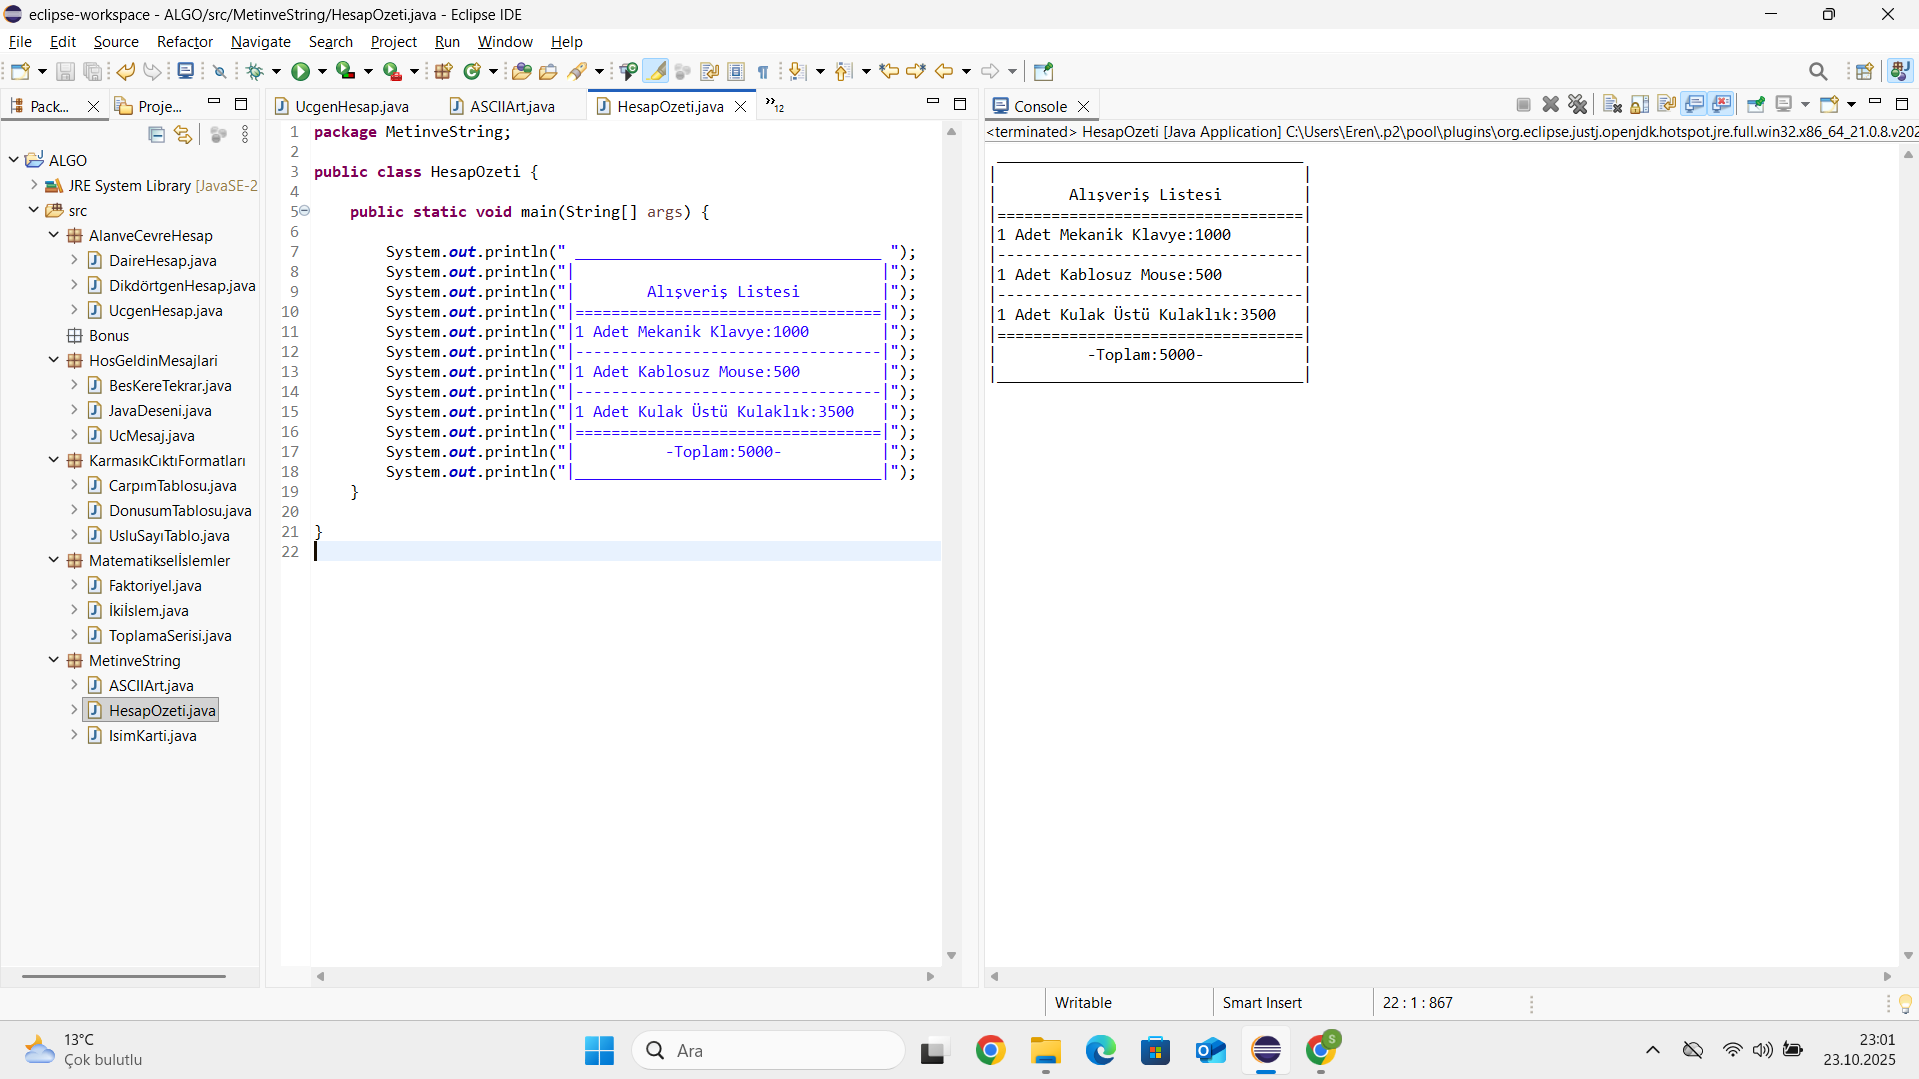 eclipse-workspace - ALGO/src/MetinveString/HesapOzeti.java - Eclipse IDE
File Edit Source Refactor Navigate Search Project Run Window Help
Pack... Proje...
UcgenHesap.java ASCIIArt.java HesapOzeti.java »12
Console
<terminated> HesapOzeti [Java Application] C:\Users\Eren\.p2\pool\plugins\org.eclipse.justj.openjdk.hotspot.jre.full.win32.x86_64_21.0.8.v202
ALGO
JRE System Library [JavaSE-2
src
AlanveCevreHesap
DaireHesap.java
DikdörtgenHesap.java
UcgenHesap.java
Bonus
HosGeldinMesajlari
BesKereTekrar.java
JavaDeseni.java
UcMesaj.java
KarmasıkCıktıFormatları
CarpımTablosu.java
DonusumTablosu.java
UsluSayıTablo.java
Matematikselİslemler
Faktoriyel.java
İkiİslem.java
ToplamaSerisi.java
MetinveString
ASCIIArt.java
HesapOzeti.java
IsimKarti.java
1 package MetinveString;
2
3 public class HesapOzeti {
4
5     public static void main(String[] args) {
6
7         System.out.println(" __________________________________ ");
8         System.out.println("|                                  |");
9         System.out.println("|        Alışveriş Listesi         |");
10         System.out.println("|==================================|");
11         System.out.println("|1 Adet Mekanik Klavye:1000        |");
12         System.out.println("|----------------------------------|");
13         System.out.println("|1 Adet Kablosuz Mouse:500         |");
14         System.out.println("|----------------------------------|");
15         System.out.println("|1 Adet Kulak Üstü Kulaklık:3500   |");
16         System.out.println("|==================================|");
17         System.out.println("|          -Toplam:5000-           |");
18         System.out.println("|__________________________________|");
19     }
20
21 }
22
 __________________________________
|                                  |
|        Alışveriş Listesi         |
|==================================|
|1 Adet Mekanik Klavye:1000        |
|----------------------------------|
|1 Adet Kablosuz Mouse:500         |
|----------------------------------|
|1 Adet Kulak Üstü Kulaklık:3500   |
|==================================|
|          -Toplam:5000-           |
|__________________________________|
Writable Smart Insert 22 : 1 : 867
13°C
Çok bulutlu
Ara
S
23:01
23.10.2025